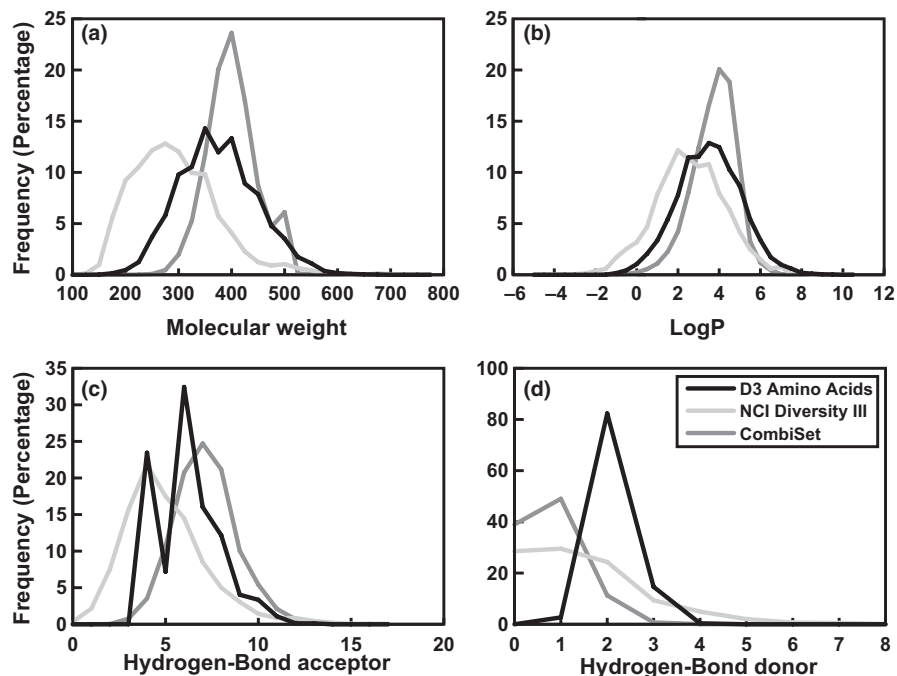 (a)
25
20
15
10
5
0
Frequency (Percentage)
100 200 300 400 500 600 700 800
Molecular weight
(b)
25
20
15
10
5
0
–6 –4 –2 0 2 4 6 8 10 12
LogP
(c)
35
30
25
20
15
10
5
0
Frequency (Percentage)
0 5 10 15 20
Hydrogen-Bond acceptor
(d)
100
80
60
40
20
0
D3 Amino Acids
NCI Diversity III
CombiSet
0 1 2 3 4 5 6 7 8
Hydrogen-Bond donor